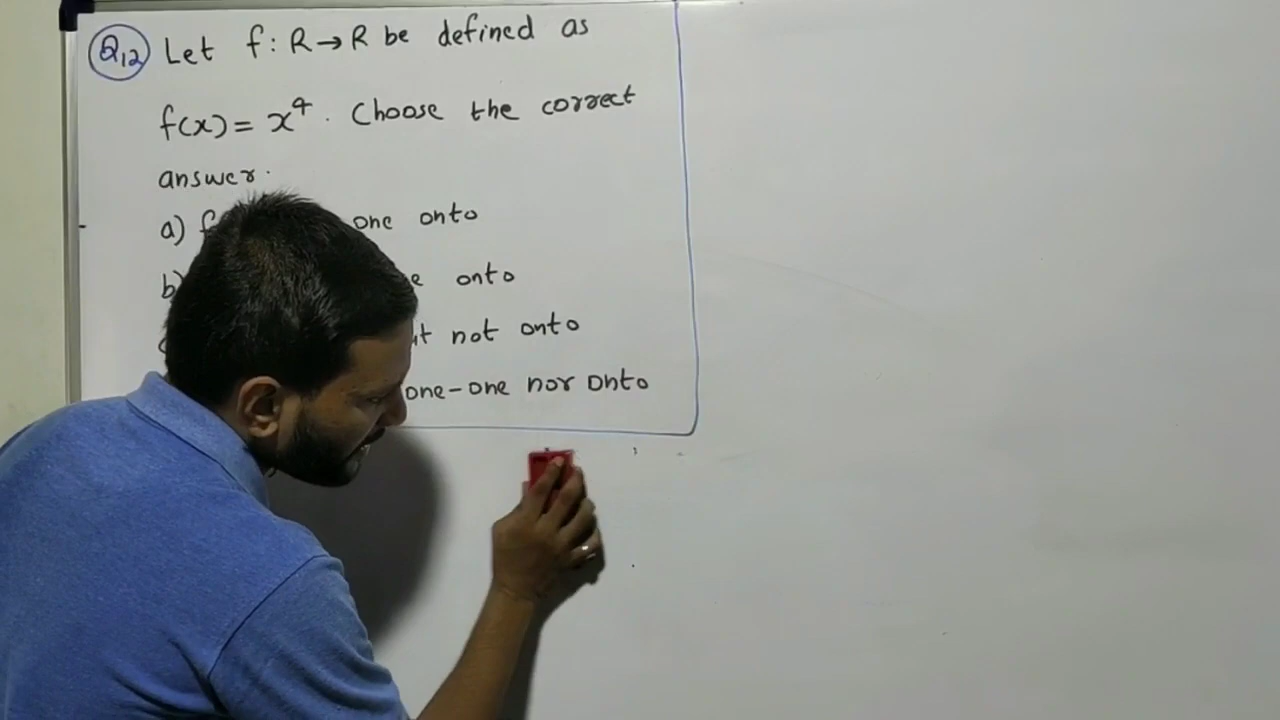 Q12 Let f: R→R be defined as
f(x) = x⁴. Choose the correct
answer.
a) one onto
b) onto
not onto
one-one nor onto